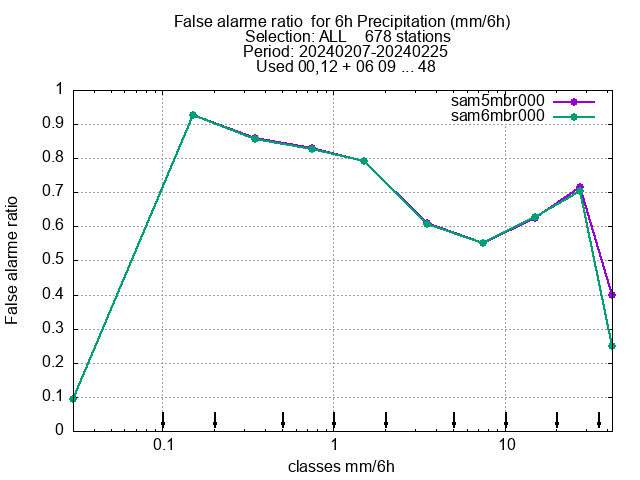 False alarme ratio  for 6h Precipitation (mm/6h)
Selection: ALL    678 stations
Period: 20240207-20240225
Used 00,12 + 06 09 ... 48
sam5mbr000
sam6mbr000
1
0.9
0.8
0.7
0.6
0.5
0.4
0.3
0.2
0.1
0
False alarme ratio
0.1 1 10
classes mm/6h